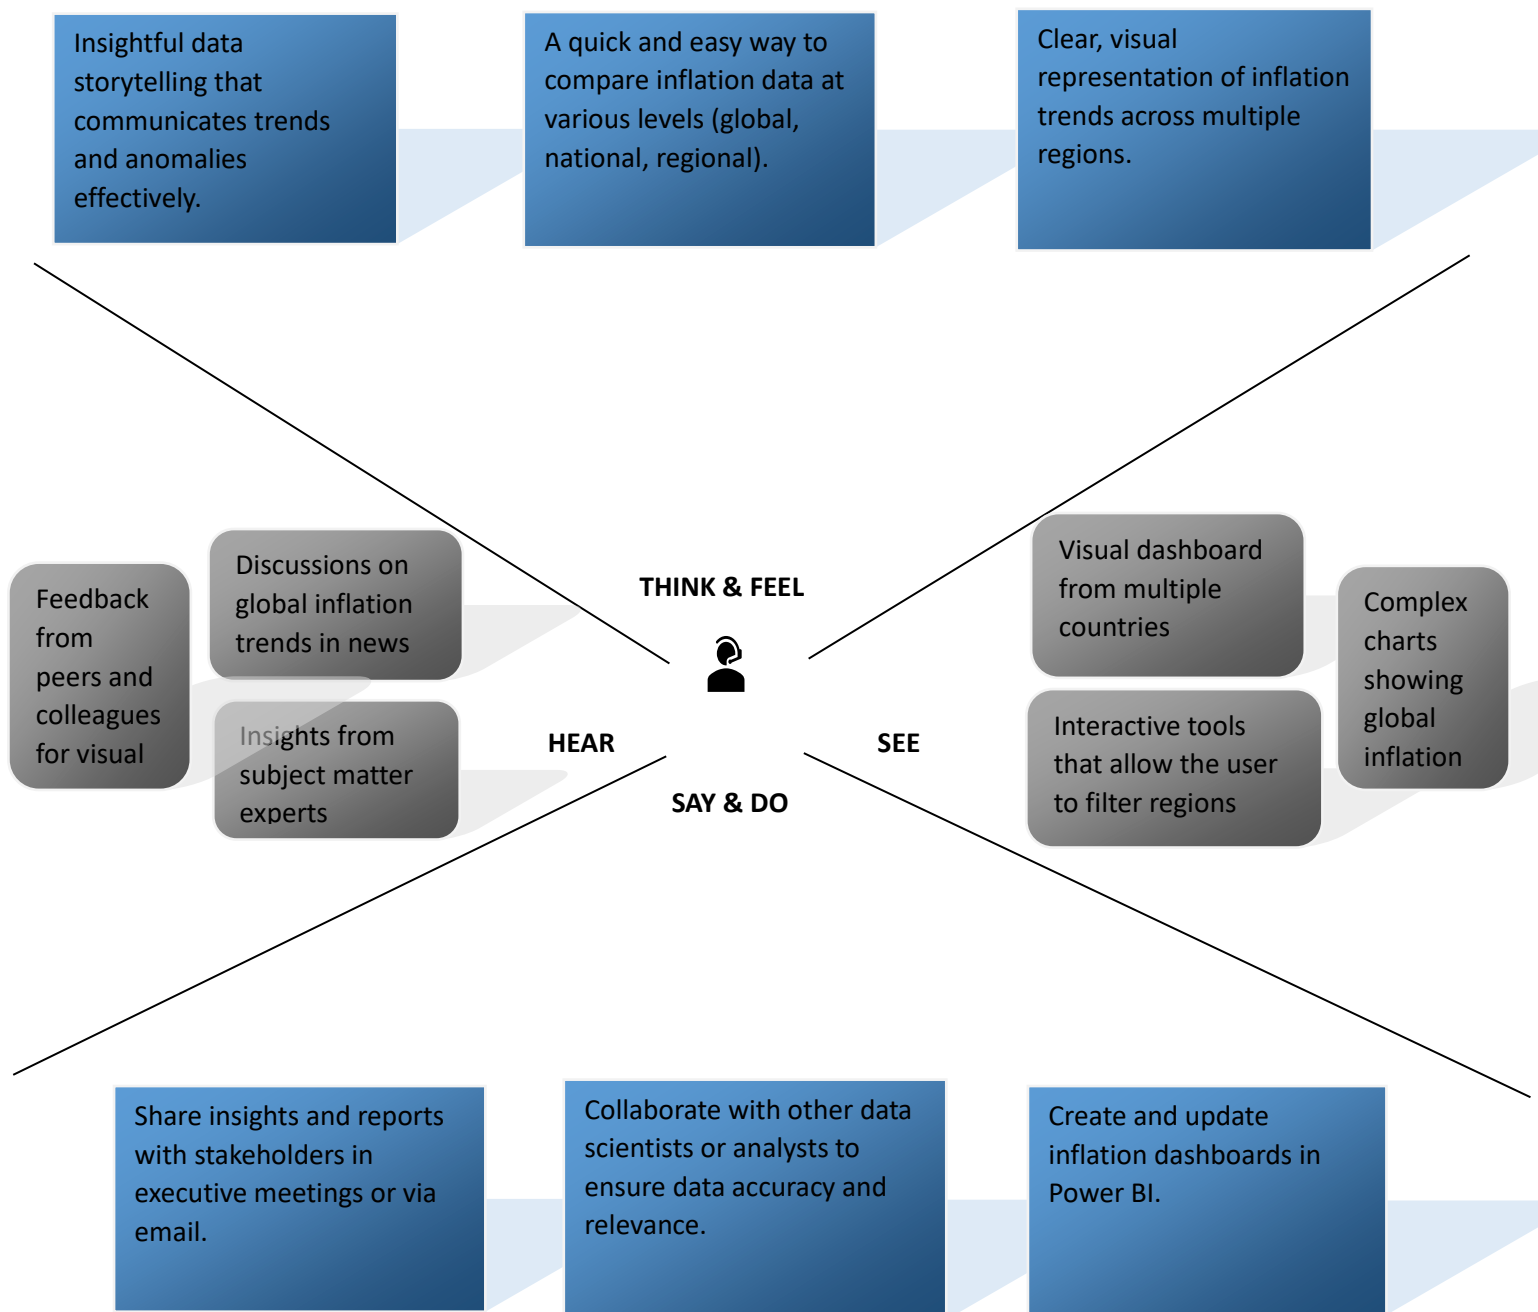 Insightful data
storytelling that
communicates trends
and anomalies
effectively.
A quick and easy way to
compare inflation data at
various levels (global,
national, regional).
Clear, visual
representation of inflation
trends across multiple
regions.
THINK & FEEL
Feedback
from
peers and
colleagues
for visual
Discussions on
global inflation
trends in news
Insights from
subject matter
experts
HEAR
SEE
Visual dashboard
from multiple
countries
Interactive tools
that allow the user
to filter regions
Complex
charts
showing
global
inflation
SAY & DO
Share insights and reports
with stakeholders in
executive meetings or via
email.
Collaborate with other data
scientists or analysts to
ensure data accuracy and
relevance.
Create and update
inflation dashboards in
Power BI.